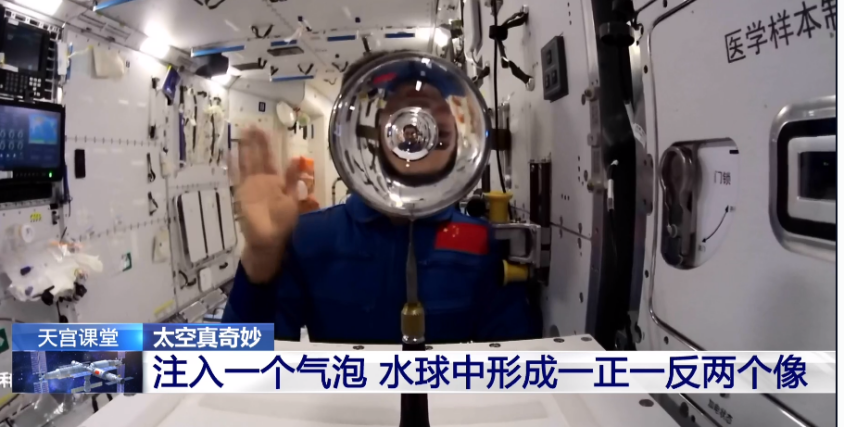 医学样本制
门锁
天宫课堂 太空真奇妙
注入一个气泡 水球中形成一正一反两个像